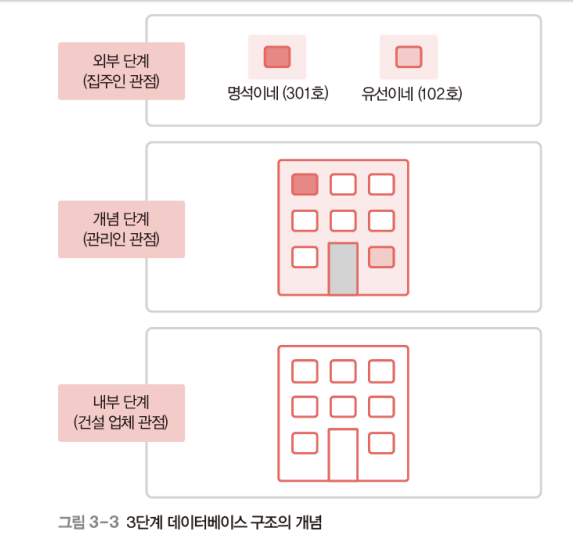 외부 단계
(집주인 관점)
명석이네 (301호)
유선이네 (102호)
개념 단계
(관리인 관점)
내부 단계
(건설 업체 관점)
그림 3-3 3단계 데이터베이스 구조의 개념